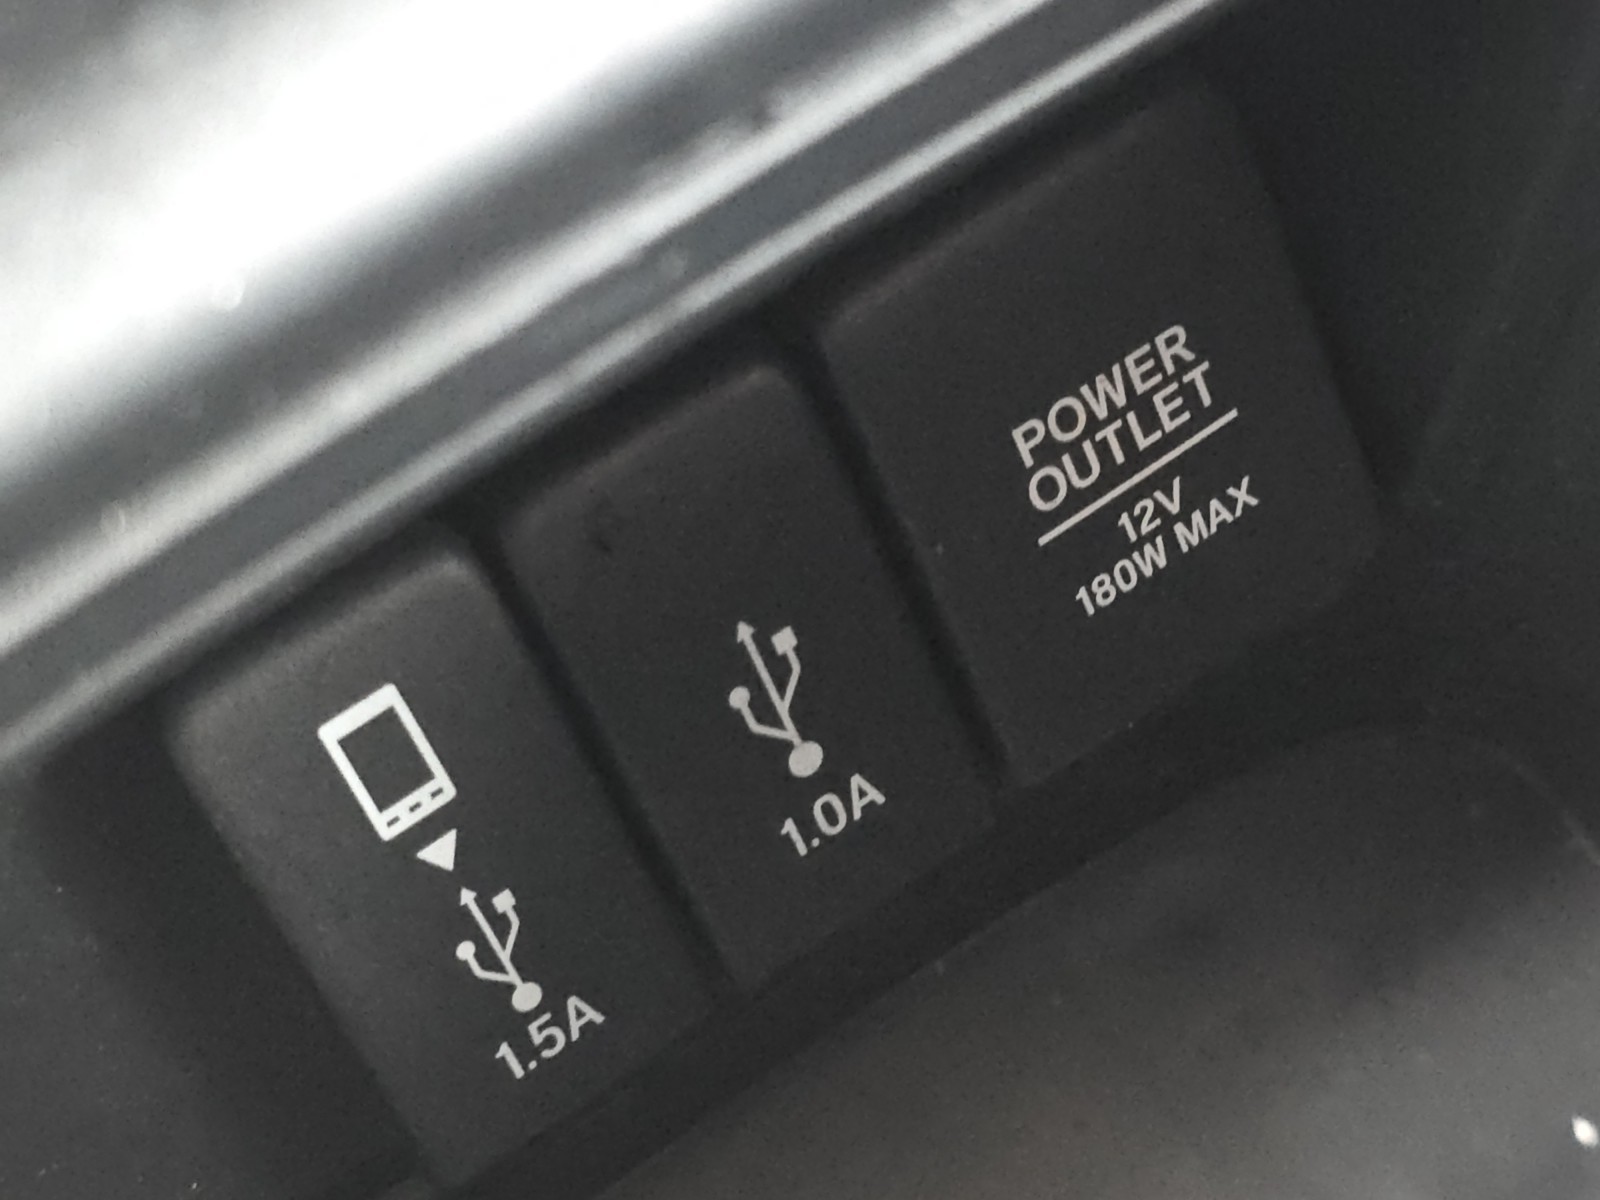 1.5A
1.0A
POWER
OUTLET
12V
180W MAX